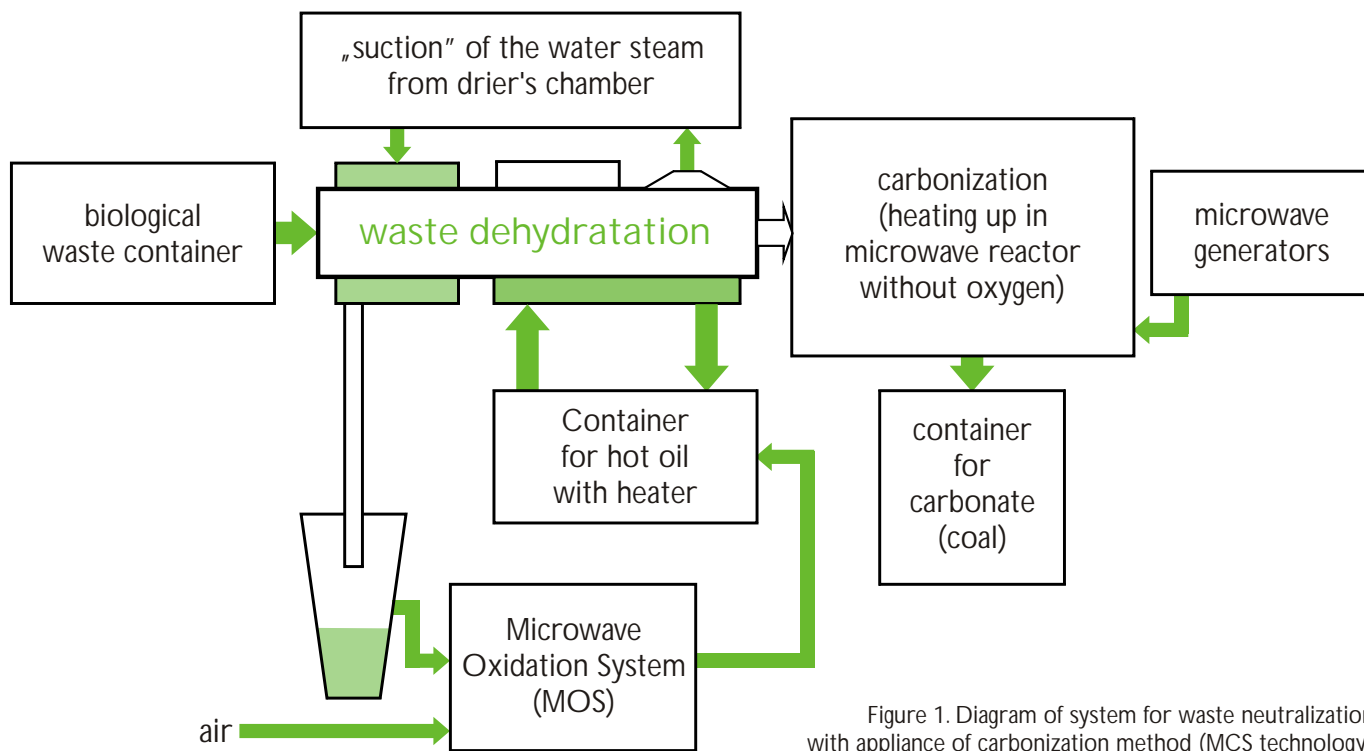 „suction” of the water steam
from drier's chamber
biological
waste container
waste dehydratation
carbonization
(heating up in
microwave reactor
without oxygen)
microwave
generators
Container
for hot oil
with heater
container
for
carbonate
(coal)
Microwave
Oxidation System
(MOS)
air
Figure 1. Diagram of system for waste neutralization
with appliance of carbonization method (MCS technology